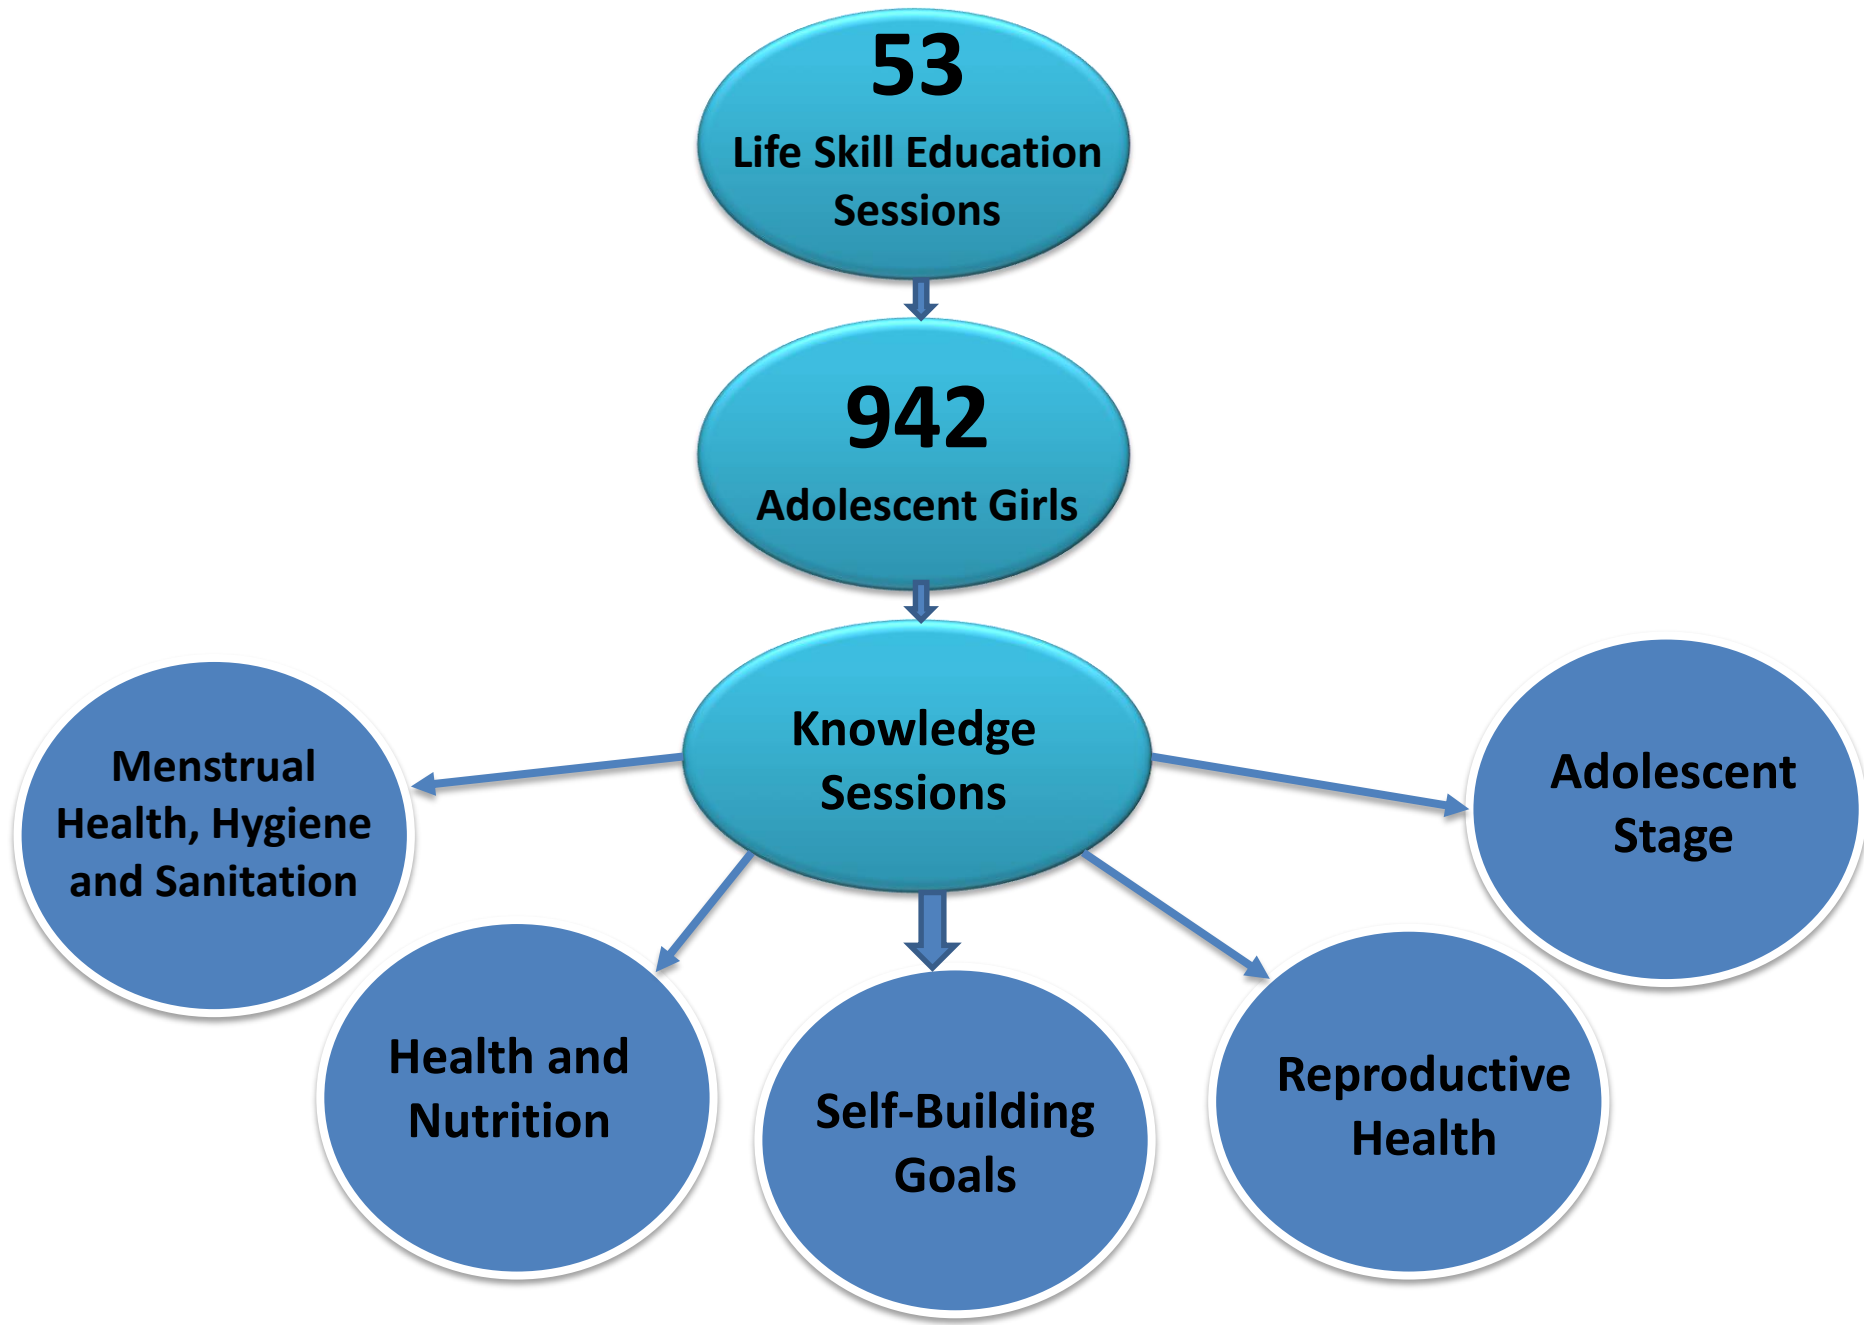 53
Life Skill Education
Sessions
942
Adolescent Girls
Knowledge
Sessions
Menstrual
Health, Hygiene
and Sanitation
Health and
Nutrition
Self-Building
Goals
Reproductive
Health
Adolescent
Stage